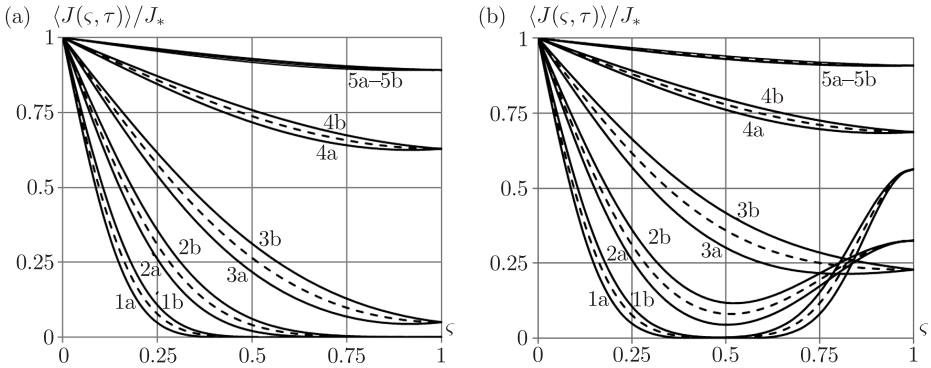 (a) ⟨J(ς, τ)⟩/J∗
1
0.75
0.5
0.25
0
0 0.25 0.5 0.75 1
ς
5a–5b
4b
4a
3b
3a
2b
2a
1b
1a
(b) ⟨J(ς, τ)⟩/J∗
1
0.75
0.5
0.25
0
0 0.25 0.5 0.75 1
ς
5a–5b
4b
4a
3b
3a
2b
2a
1b
1a